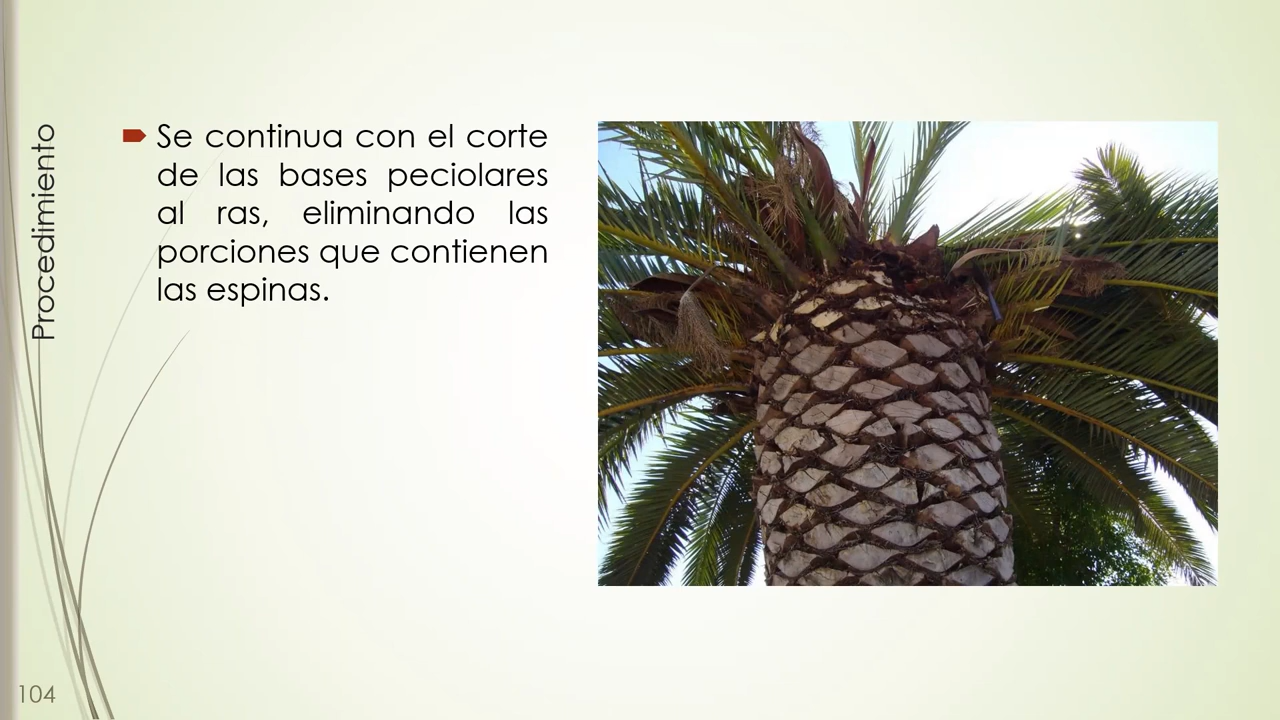 Procedimiento
Se continua con el corte
de las bases peciolares
al ras, eliminando las
porciones que contienen
las espinas.
104